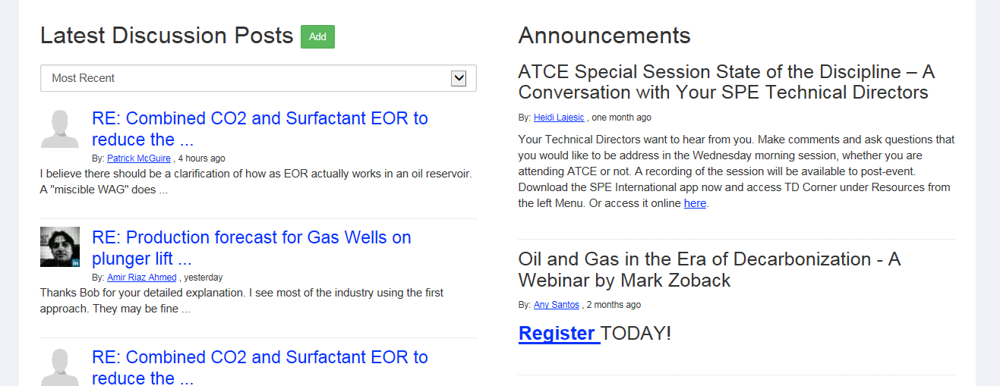 Latest Discussion Posts Add
Most Recent
RE: Combined CO2 and Surfactant EOR to
reduce the ...
By: Patrick McGuire , 4 hours ago
I believe there should be a clarification of how as EOR actually works in an oil reservoir.
A "miscible WAG" does ...
RE: Production forecast for Gas Wells on
plunger lift ...
By: Amir Riaz Ahmed , yesterday
Thanks Bob for your detailed explanation. I see most of the industry using the first
approach. They may be fine ...
RE: Combined CO2 and Surfactant EOR to
reduce the ...
Announcements
ATCE Special Session State of the Discipline – A
Conversation with Your SPE Technical Directors
By: Heidi Lajesic , one month ago
Your Technical Directors want to hear from you. Make comments and ask questions that
you would like to be address in the Wednesday morning session, whether you are
attending ATCE or not. A recording of the session will be available to post-event.
Download the SPE International app now and access TD Corner under Resources from
the left Menu. Or access it online here.
Oil and Gas in the Era of Decarbonization - A
Webinar by Mark Zoback
By: Any Santos , 2 months ago
Register TODAY!